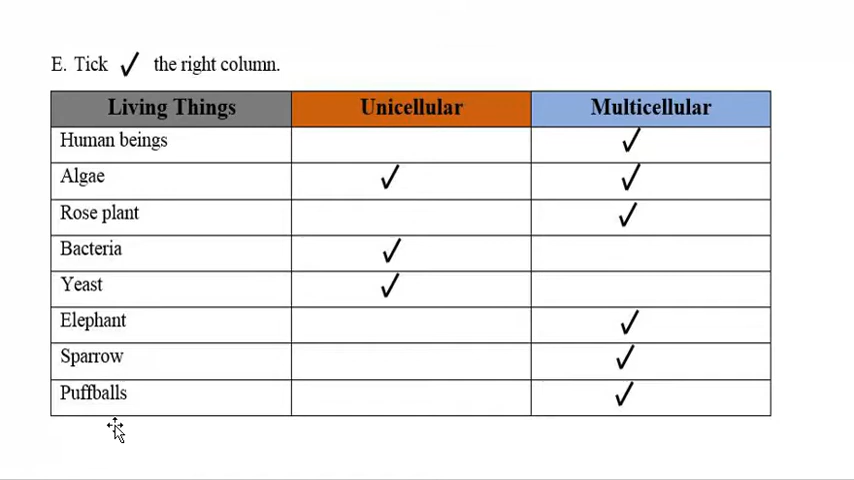 E. Tick ✓ the right column.
Living Things Unicellular Multicellular
Human beings ✓
Algae ✓ ✓
Rose plant ✓
Bacteria ✓
Yeast ✓
Elephant ✓
Sparrow ✓
Puffballs ✓